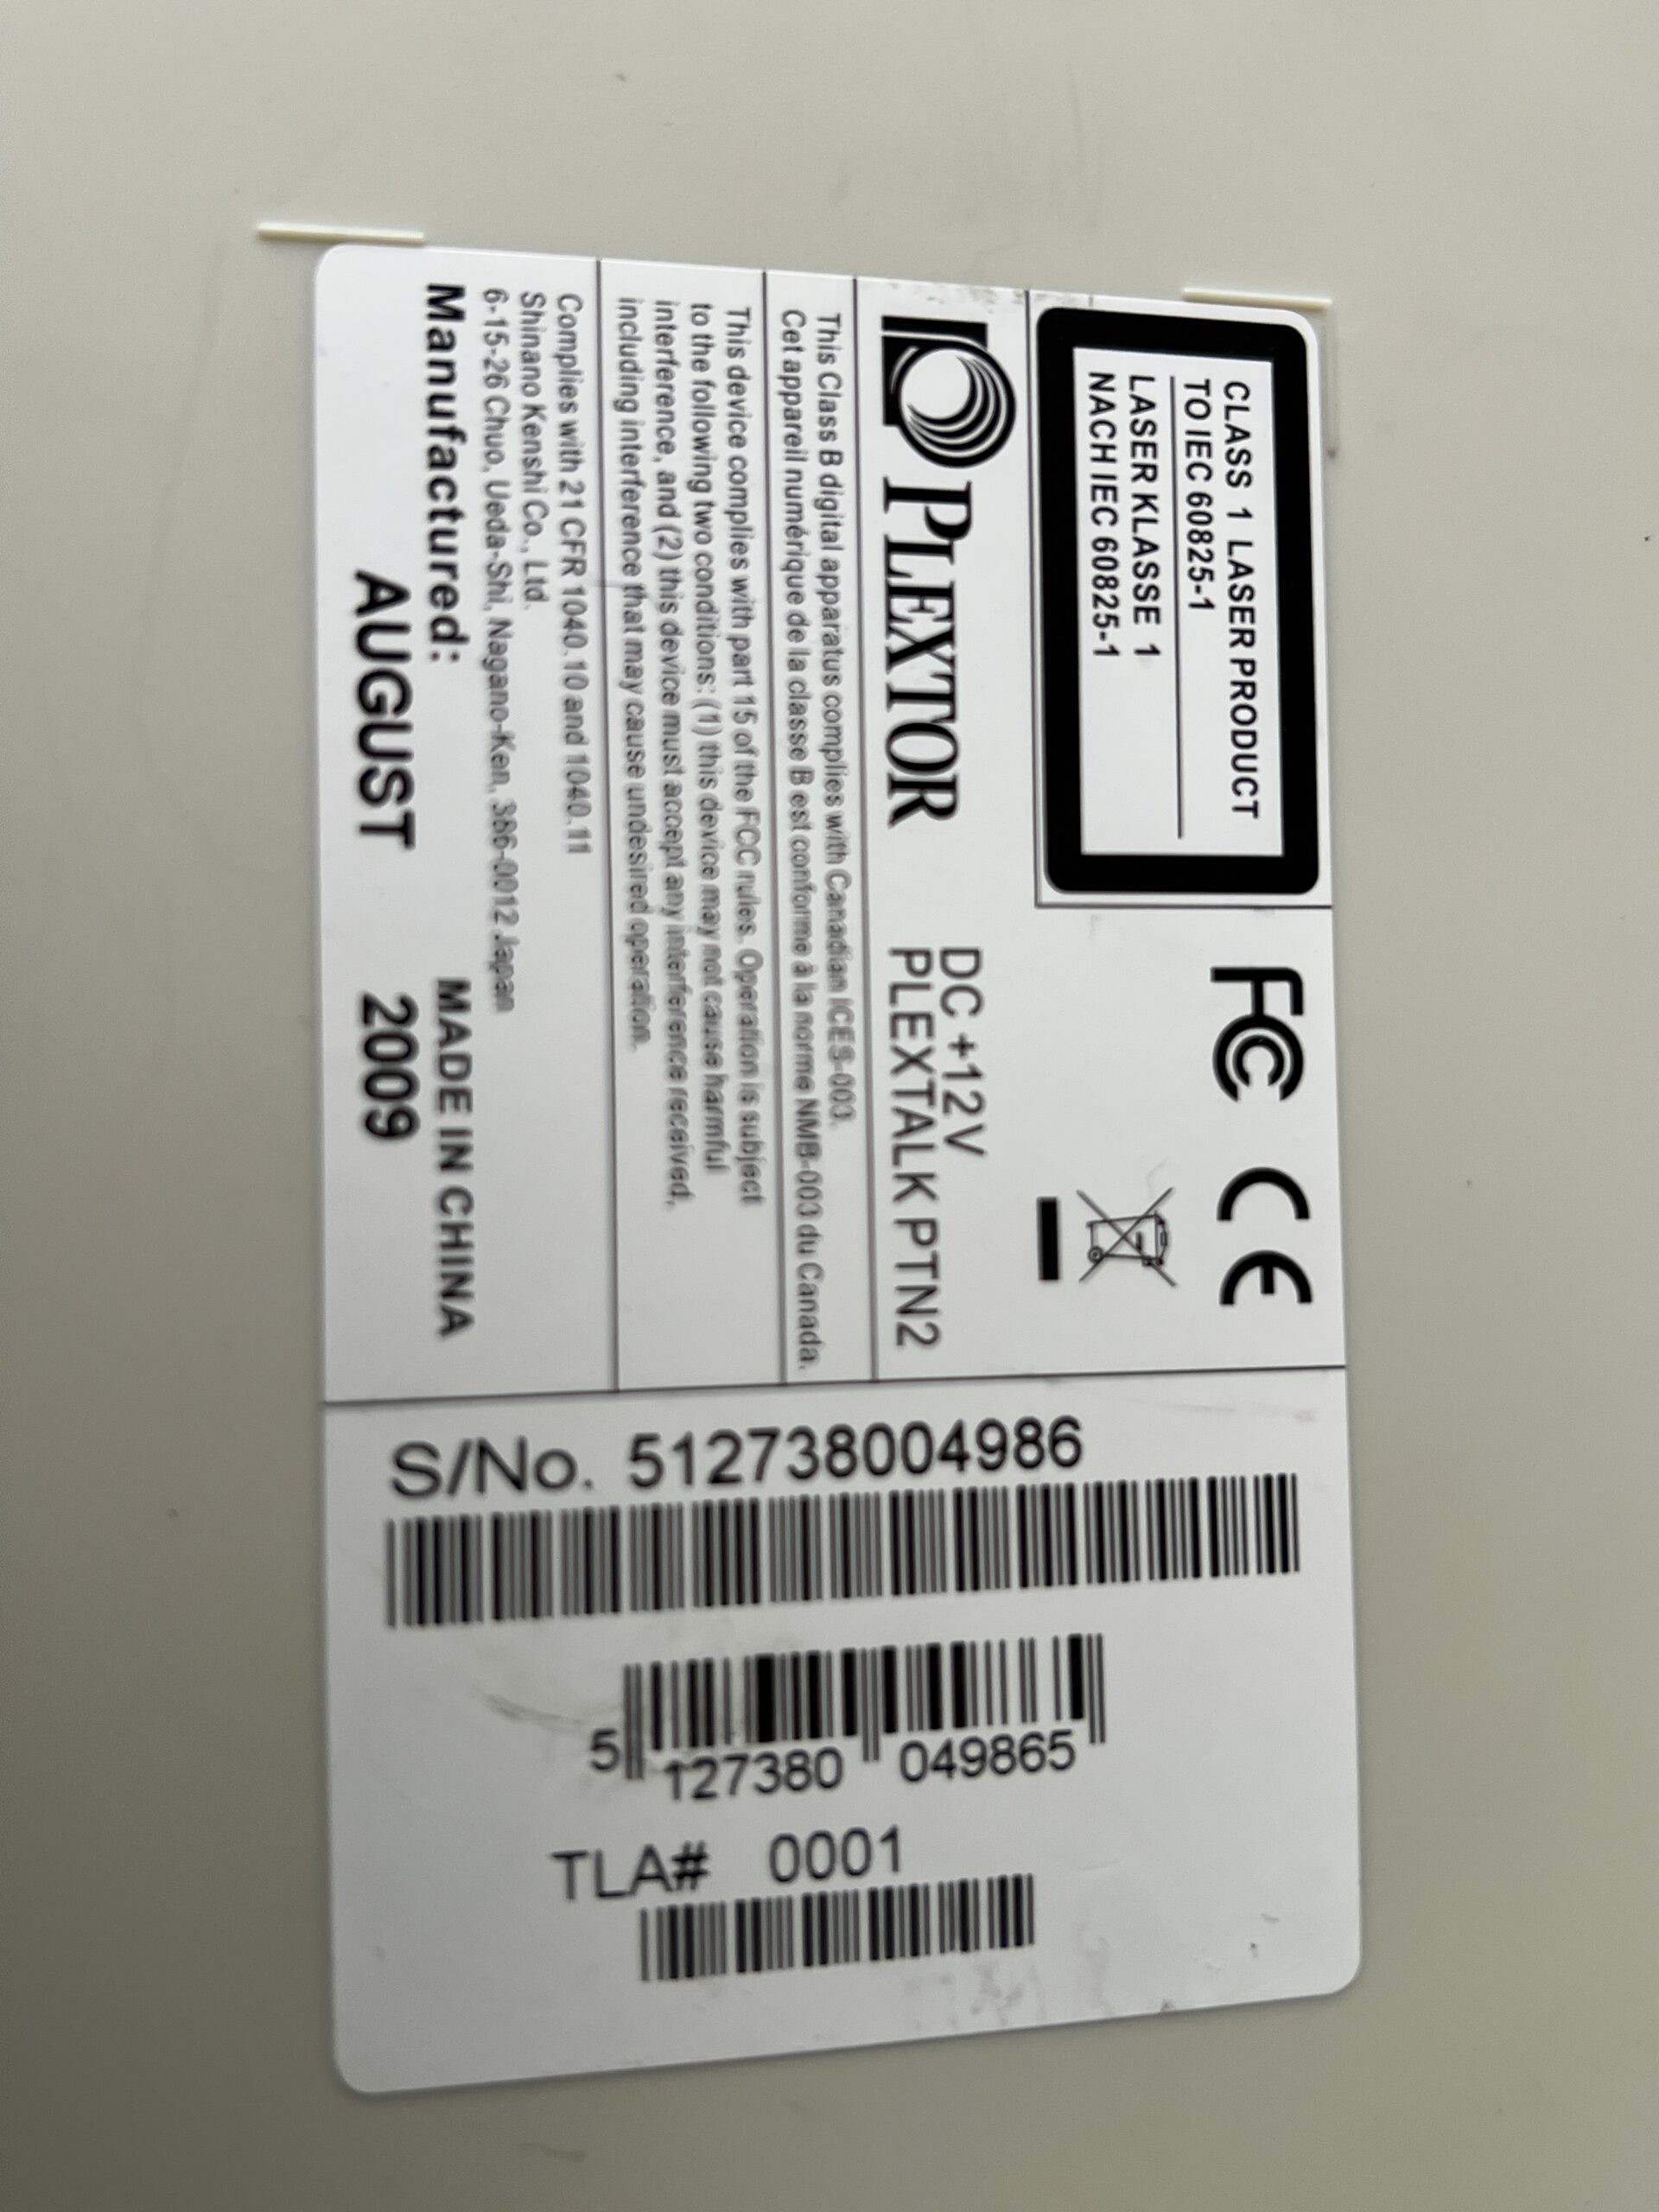 CLASS 1 LASER PRODUCT
TO IEC 60825-1
LASER KLASSE 1
NACH IEC 60825-1
FC CE
PLEXTOR
DC +12V
PLEXTALK PTN2
This Class B digital apparatus complies with Canadian ICES-003.
Cet appareil numérique de la classe B est conforme à la norme NMB-003 du Canada.
This device complies with part 15 of the FCC rules. Operation is subject
to the following two conditions: (1) this device may not cause harmful
interference, and (2) this device must accept any interference received,
including interference that may cause undesired operation.
Complies with 21 CFR 1040.10 and 1040.11
Shinano Kenshi Co., Ltd.
6-15-26 Chuo, Ueda-Shi, Nagano-Ken, 386-0012 Japan
Manufactured: MADE IN CHINA
AUGUST 2009
S/No. 512738004986
5 127380 049865
TLA# 0001